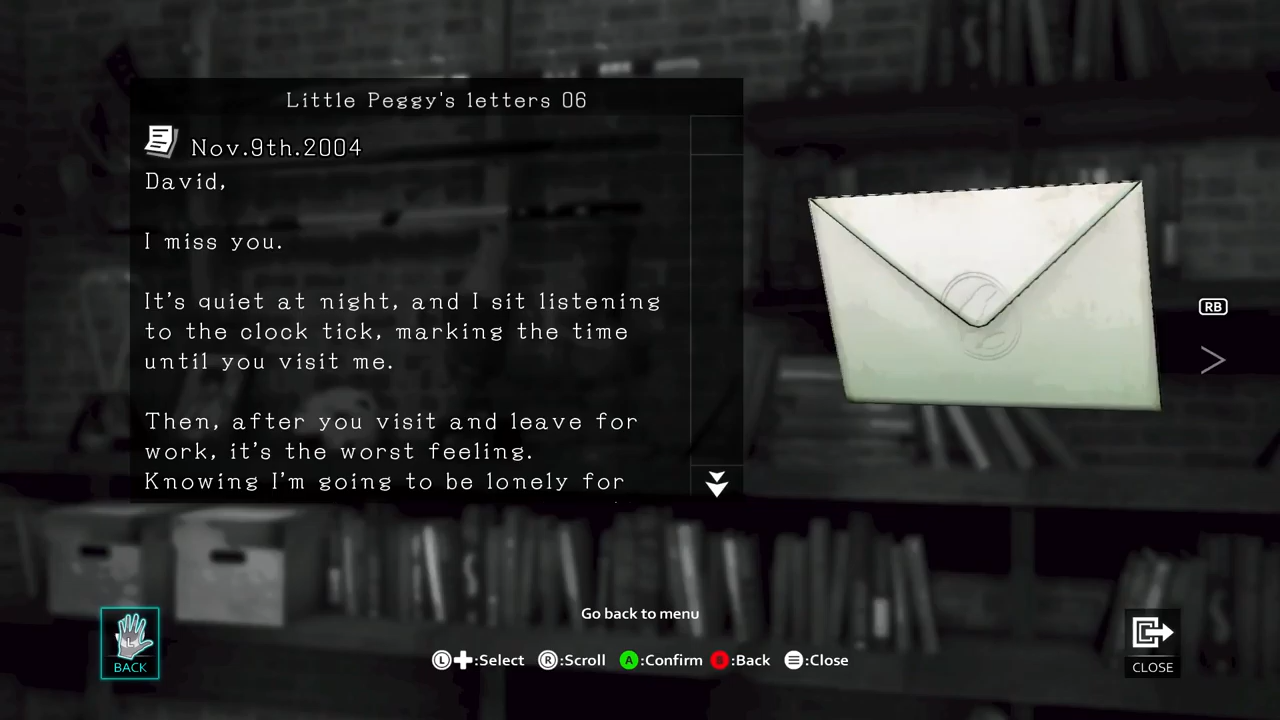 Little Peggy's letters 06
Nov.9th.2004
David,
I miss you.
It's quiet at night, and I sit listening
to the clock tick, marking the time
until you visit me.
Then, after you visit and leave for
work, it's the worst feeling.
Knowing I'm going to be lonely for
RB
Go back to menu
L
BACK
L :Select R :Scroll A :Confirm B :Back :Close
CLOSE